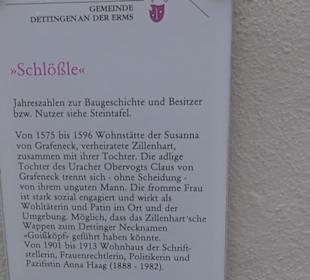 GEMEINDE
DETTINGEN AN DER ERMS
»Schlößle«
Jahreszahlen zur Baugeschichte und Besitzer
bzw. Nutzer siehe Steintafel.
Von 1575 bis 1596 Wohnstätte der Susanna
von Grafeneck, verheiratete Zillenhart,
zusammen mit ihrer Tochter. Die adlige
Tochter des Uracher Obervogts Claus von
Grafeneck trennt sich - ohne Scheidung -
von ihrem unguten Mann. Die fromme Frau
ist stark sozial engagiert und wirkt als
Wohltäterin und Patin im Ort und der
Umgebung. Möglich, dass das Zillenhart'sche
Wappen zum Dettinger Necknamen
»Goißköpf« geführt haben könnte.
Von 1901 bis 1913 Wohnhaus der Schrift-
stellerin, Frauenrechtlerin, Politikerin und
Pazifistin Anna Haag (1888 - 1982).